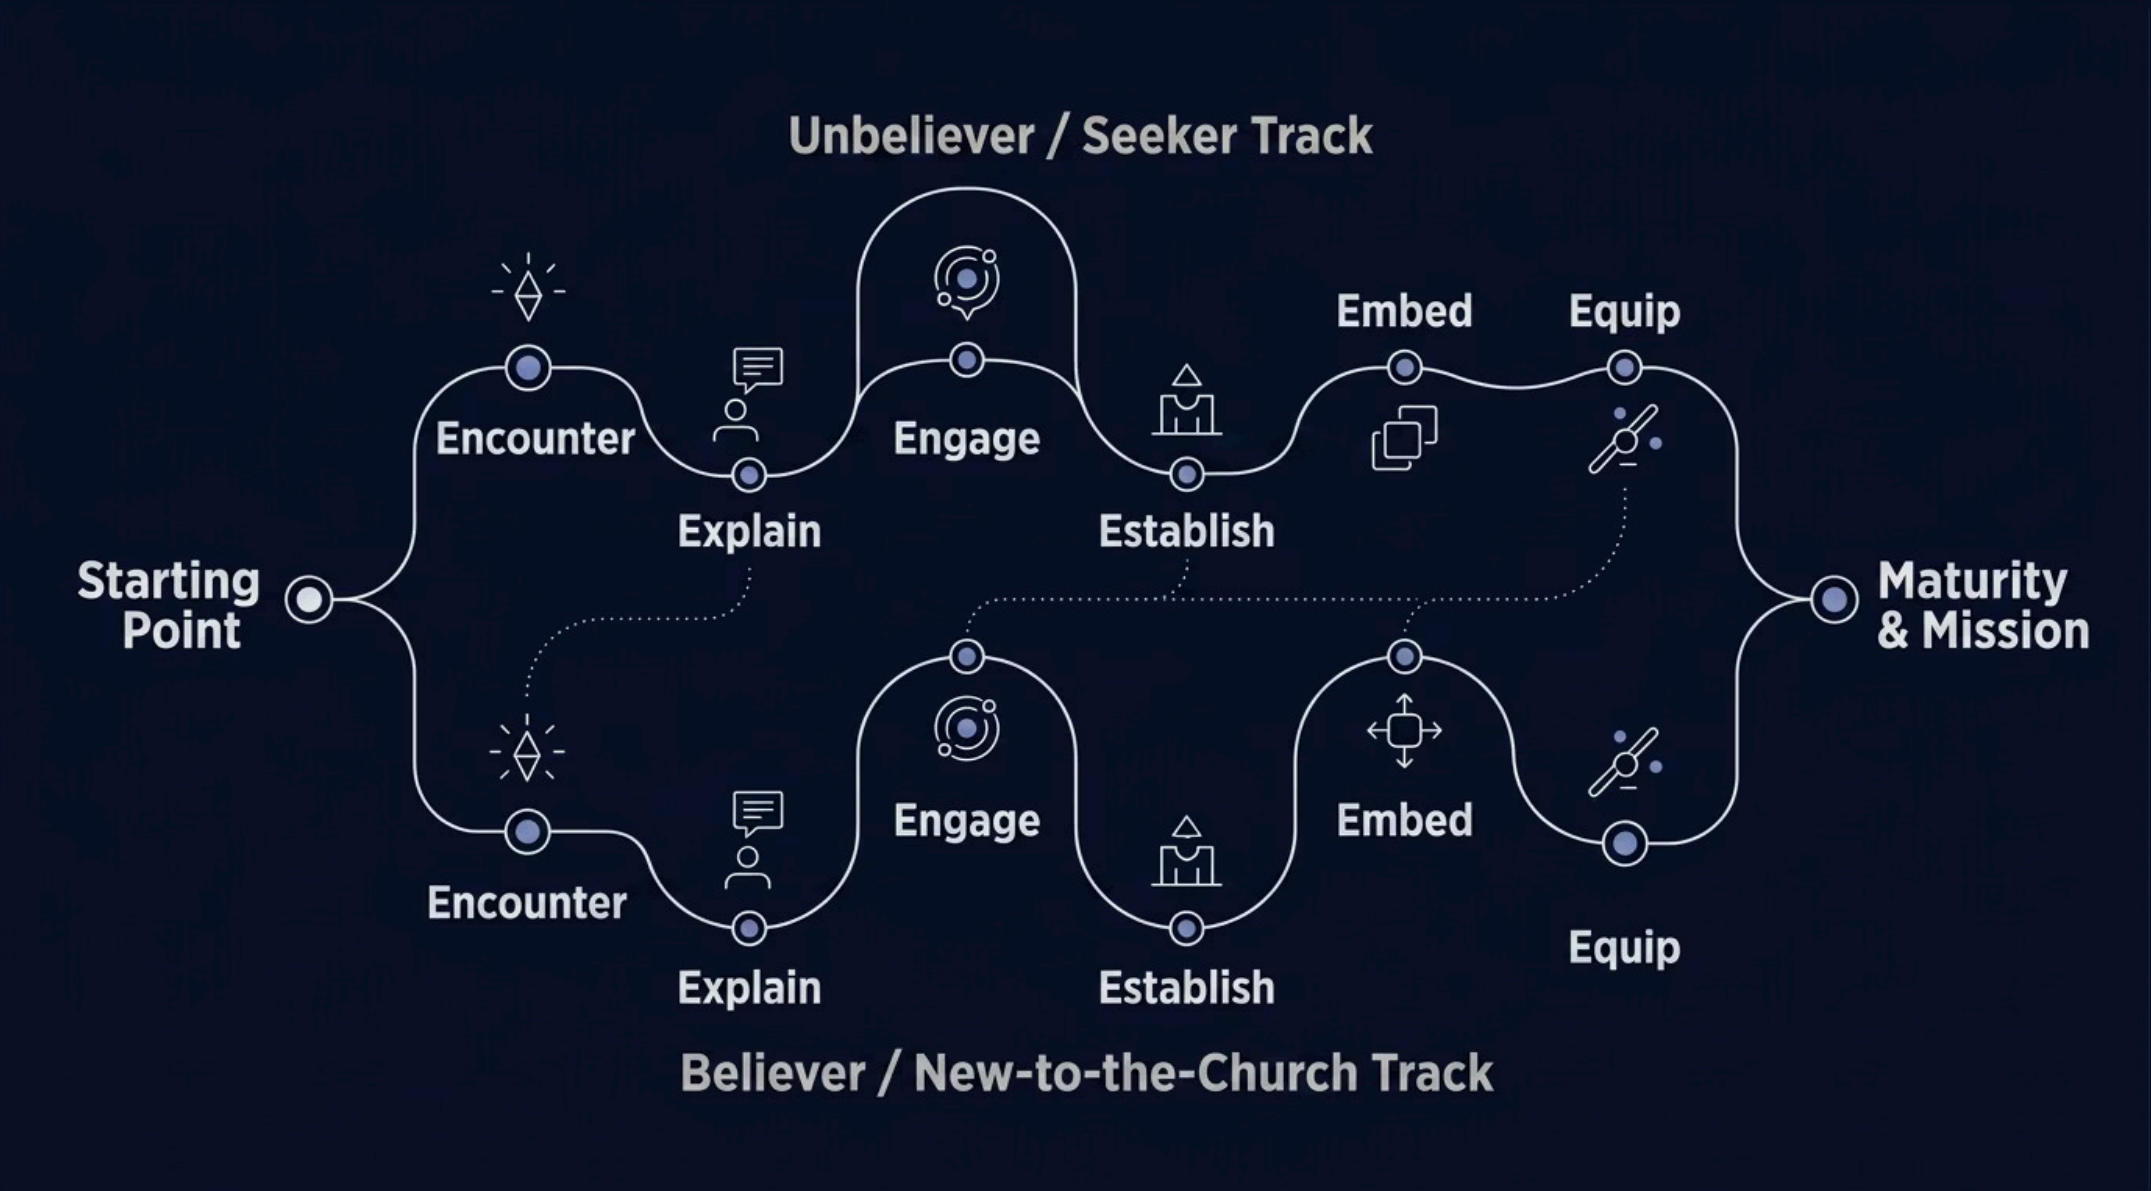 Unbeliever / Seeker Track
Embed
Equip
Encounter
Engage
Explain
Establish
Starting
Point
Maturity
& Mission
Engage
Embed
Encounter
Explain
Establish
Equip
Believer / New-to-the-Church Track